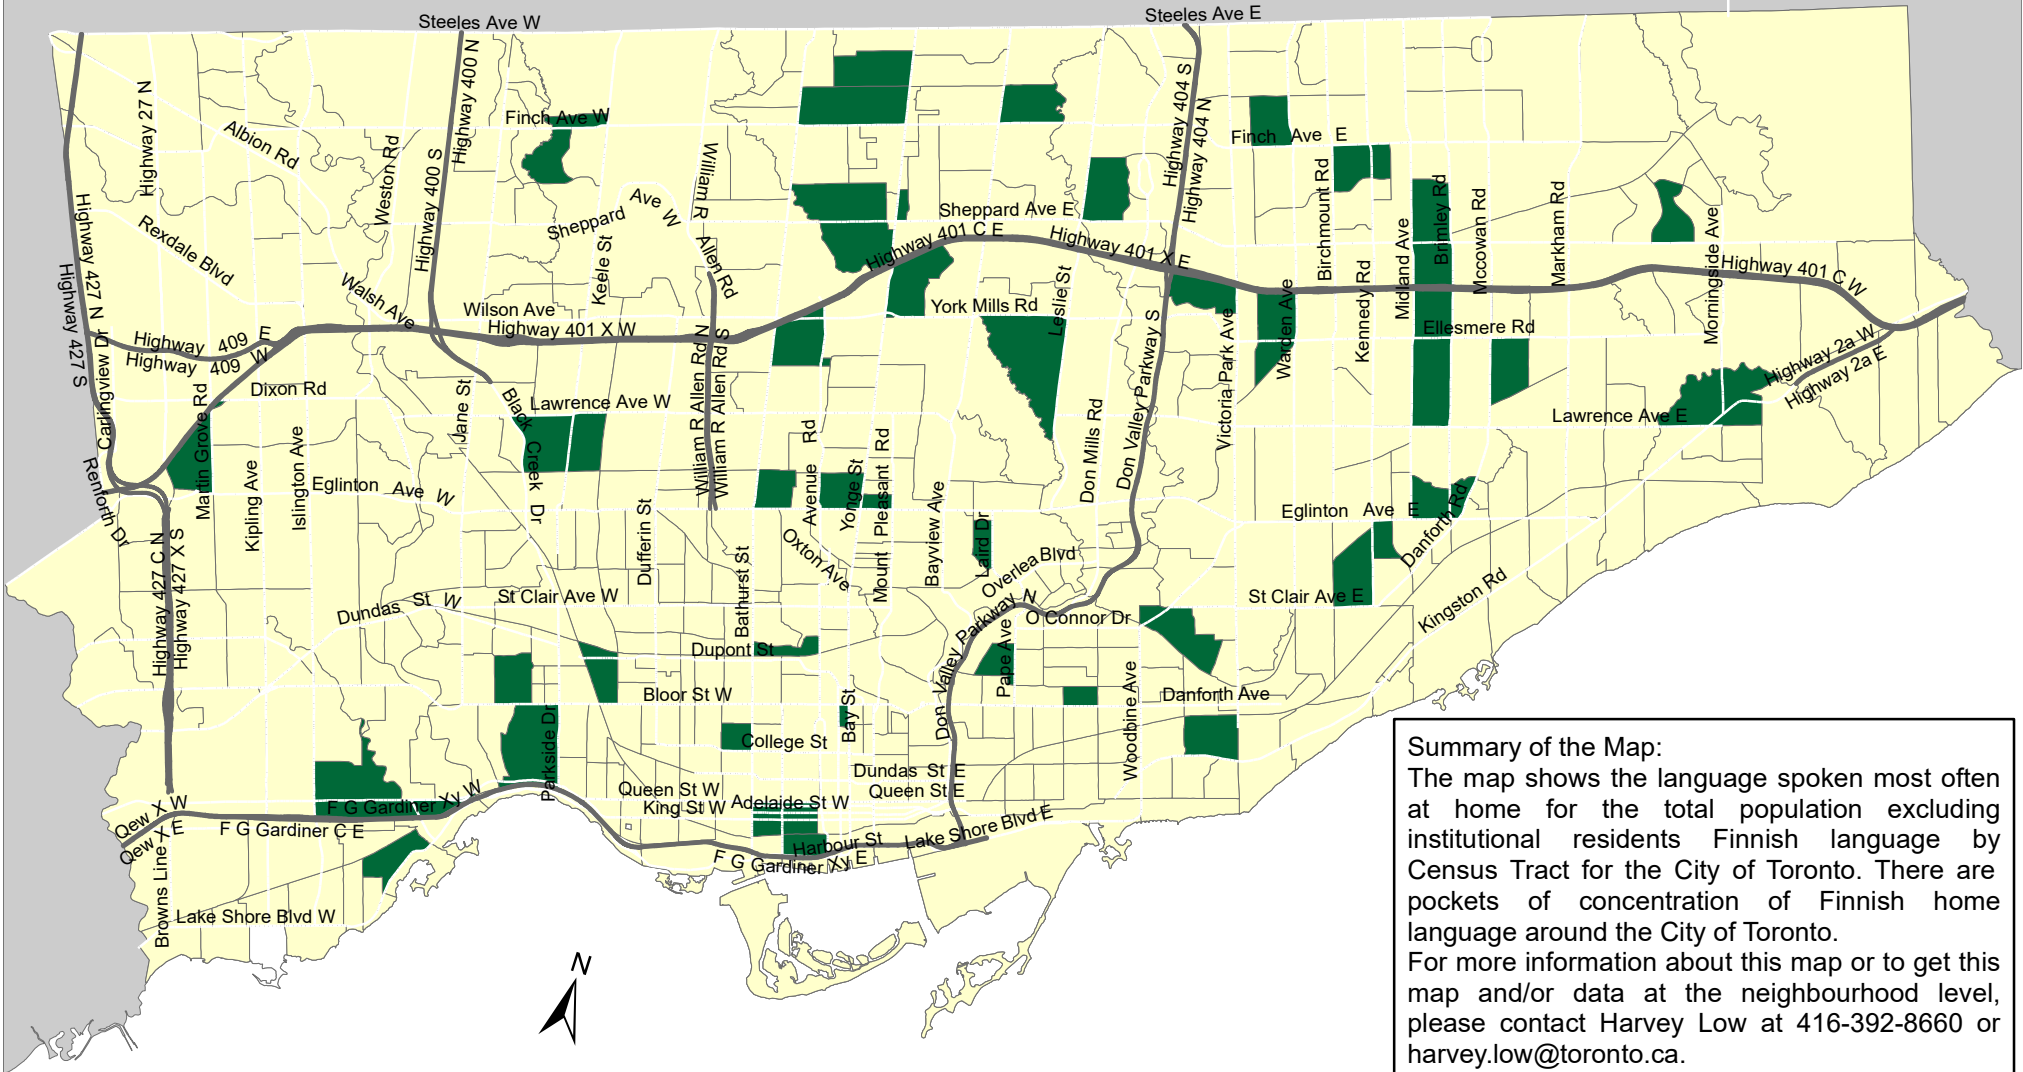 Steeles Ave W
Steeles Ave E
Highway 27 N
Albion Rd
Weston Rd
Highway 400 N
Highway 400 S
Finch Ave W
William R
Allen Rd
Sheppard Ave W
Keele St
Sheppard Ave E
Highway 404 S
Highway 404 N
Finch Ave E
Birchmount Rd
Midland Ave
Brimley Rd
Mccowan Rd
Markham Rd
Morningside Ave
Highway 427 N
Highway 427 S
Rexdale Blvd
Walsh Ave
Wilson Ave
Highway 401 X W
Highway 401 C E
Highway 401 X E
Highway 401 C W
York Mills Rd
Leslie St
Ellesmere Rd
Kennedy Rd
Warden Ave
Victoria Park Ave
Highway 409 E
Highway 409 W
Carlingview Dr
Martin Grove Rd
Dixon Rd
Jane St
Black Creek Dr
Lawrence Ave W
William R Allen Rd N
William R Allen Rd S
Avenue Rd
Yonge St
Mount Pleasant Rd
Don Mills Rd
Don Valley Parkway S
Lawrence Ave E
Highway 2a W
Highway 2a E
Renforth Dr
Kipling Ave
Islington Ave
Eglinton Ave W
Eglinton Ave E
Danforth Rd
Highway 427 C N
Highway 427 X S
Dufferin St
Bathurst St
Oxton Ave
Bayview Ave
Laird Dr
Overlea Blvd
Dundas St W
St Clair Ave W
St Clair Ave E
Kingston Rd
O Connor Dr
Don Valley Parkway N
Pape Ave
Dupont St
Bloor St W
Bay St
Woodbine Ave
Danforth Ave
Parkside Dr
College St
Dundas St E
Queen St E
Queen St W
King St W
Adelaide St W
Qew X W
Qew X E
F G Gardiner Xy W
F G Gardiner C E
Harbour St
Lake Shore Blvd E
F G Gardiner Xy E
Browns Line
Lake Shore Blvd W
N
Summary of the Map:
The map shows the language spoken most often
at home for the total population excluding
institutional residents Finnish language by
Census Tract for the City of Toronto. There are
pockets of concentration of Finnish home
language around the City of Toronto.
For more information about this map or to get this
map and/or data at the neighbourhood level,
please contact Harvey Low at 416-392-8660 or
harvey.low@toronto.ca.